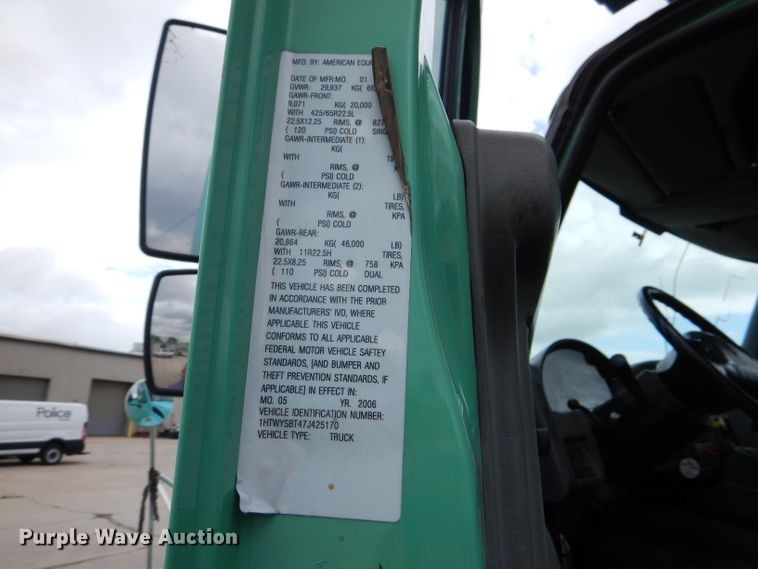 MFD. BY: AMERICAN EQUI
DATE OF MFR:MO. 01
GVWR: 29,937 KG( 66
GAWR-FRONT:
9,071 KG( 20,000
WITH 425/65R22.5L
22.5X12.25 RIMS, @ 827
( 120 PSI) COLD SING
GAWR-INTERMEDIATE (1):
KG(
WITH TI
RIMS, @ K
( PSI) COLD
GAWR-INTERMEDIATE (2):
KG( LB)
WITH TIRES,
RIMS, @ KPA
( PSI) COLD
GAWR-REAR:
20,864 KG( 46,000 LB)
WITH 11R22.5H TIRES,
22.5X8.25 RIMS, @ 758 KPA
( 110 PSI) COLD DUAL
THIS VEHICLE HAS BEEN COMPLETED
IN ACCORDANCE WITH THE PRIOR
MANUFACTURERS' IVD, WHERE
APPLICABLE. THIS VEHICLE
CONFORMS TO ALL APPLICABLE
FEDERAL MOTOR VEHICLE SAFTEY
STANDARDS, [AND BUMPER AND
THEFT PREVENTION STANDARDS, IF
APPLICABLE] IN EFFECT IN:
MO. 05 YR. 2006
VEHICLE IDENTIFICATION NUMBER:
1HTWYSBT47J425170
VEHICLE TYPE: TRUCK
Police
Purple Wave Auction